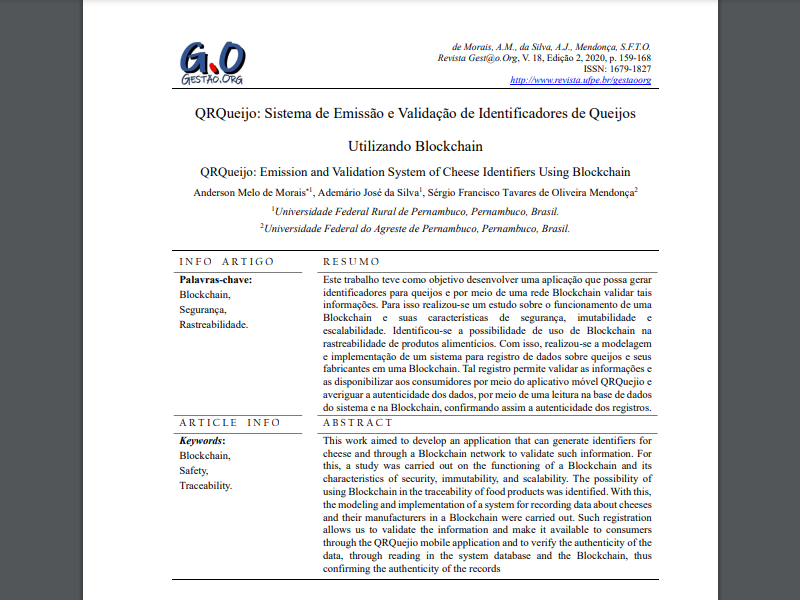 G.O
GESTÃO.ORG
de Morais, A.M., da Silva, A.J., Mendonça, S.F.T.O.
Revista Gest@o.Org, V. 18, Edição 2, 2020, p. 159-168
ISSN: 1679-1827
http://www.revista.ufpe.br/gestaoorg
QRQueijo: Sistema de Emissão e Validação de Identificadores de Queijos
Utilizando Blockchain
QRQueijo: Emission and Validation System of Cheese Identifiers Using Blockchain
Anderson Melo de Morais*1, Ademário José da Silva1, Sérgio Francisco Tavares de Oliveira Mendonça2
1Universidade Federal Rural de Pernambuco, Pernambuco, Brasil.
2Universidade Federal do Agreste de Pernambuco, Pernambuco, Brasil.
INFO ARTIGO
Palavras-chave:
Blockchain,
Segurança,
Rastreabilidade.
RESUMO
Este trabalho teve como objetivo desenvolver uma aplicação que possa gerar
identificadores para queijos e por meio de uma rede Blockchain validar tais
informações. Para isso realizou-se um estudo sobre o funcionamento de uma
Blockchain e suas características de segurança, imutabilidade e
escalabilidade. Identificou-se a possibilidade de uso de Blockchain na
rastreabilidade de produtos alimentícios. Com isso, realizou-se a modelagem
e implementação de um sistema para registro de dados sobre queijos e seus
fabricantes em uma Blockchain. Tal registro permite validar as informações e
as disponibilizar aos consumidores por meio do aplicativo móvel QRQuejio e
averiguar a autenticidade dos dados, por meio de uma leitura na base de dados
do sistema e na Blockchain, confirmando assim a autenticidade dos registros.
ARTICLE INFO
Keywords:
Blockchain,
Safety,
Traceability.
ABSTRACT
This work aimed to develop an application that can generate identifiers for
cheese and through a Blockchain network to validate such information. For
this, a study was carried out on the functioning of a Blockchain and its
characteristics of security, immutability, and scalability. The possibility of
using Blockchain in the traceability of food products was identified. With this,
the modeling and implementation of a system for recording data about cheeses
and their manufacturers in a Blockchain were carried out. Such registration
allows us to validate the information and make it available to consumers
through the QRQuejio mobile application and to verify the authenticity of the
data, through reading in the system database and the Blockchain, thus
confirming the authenticity of the records